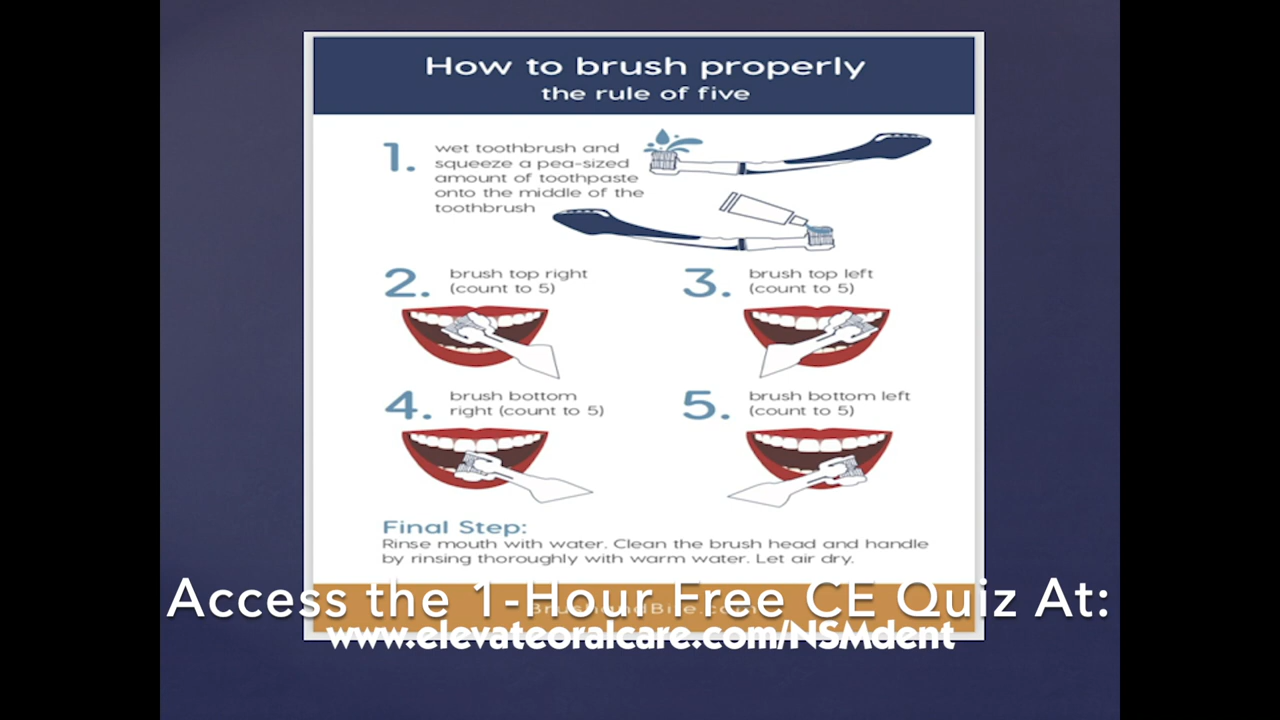 How to brush properly
the rule of five
1.
wet toothbrush and
squeeze a pea-sized
amount of toothpaste
onto the middle of the
toothbrush
2.
brush top right
(count to 5)
3.
brush top left
(count to 5)
4.
brush bottom
right (count to 5)
5.
brush bottom left
(count to 5)
Final Step:
Rinse mouth with water. Clean the brush head and handle
by rinsing thoroughly with warm water. Let air dry.
Access the 1-Hour Free CE Quiz At:
www.elevateoralcare.com/NSMdent